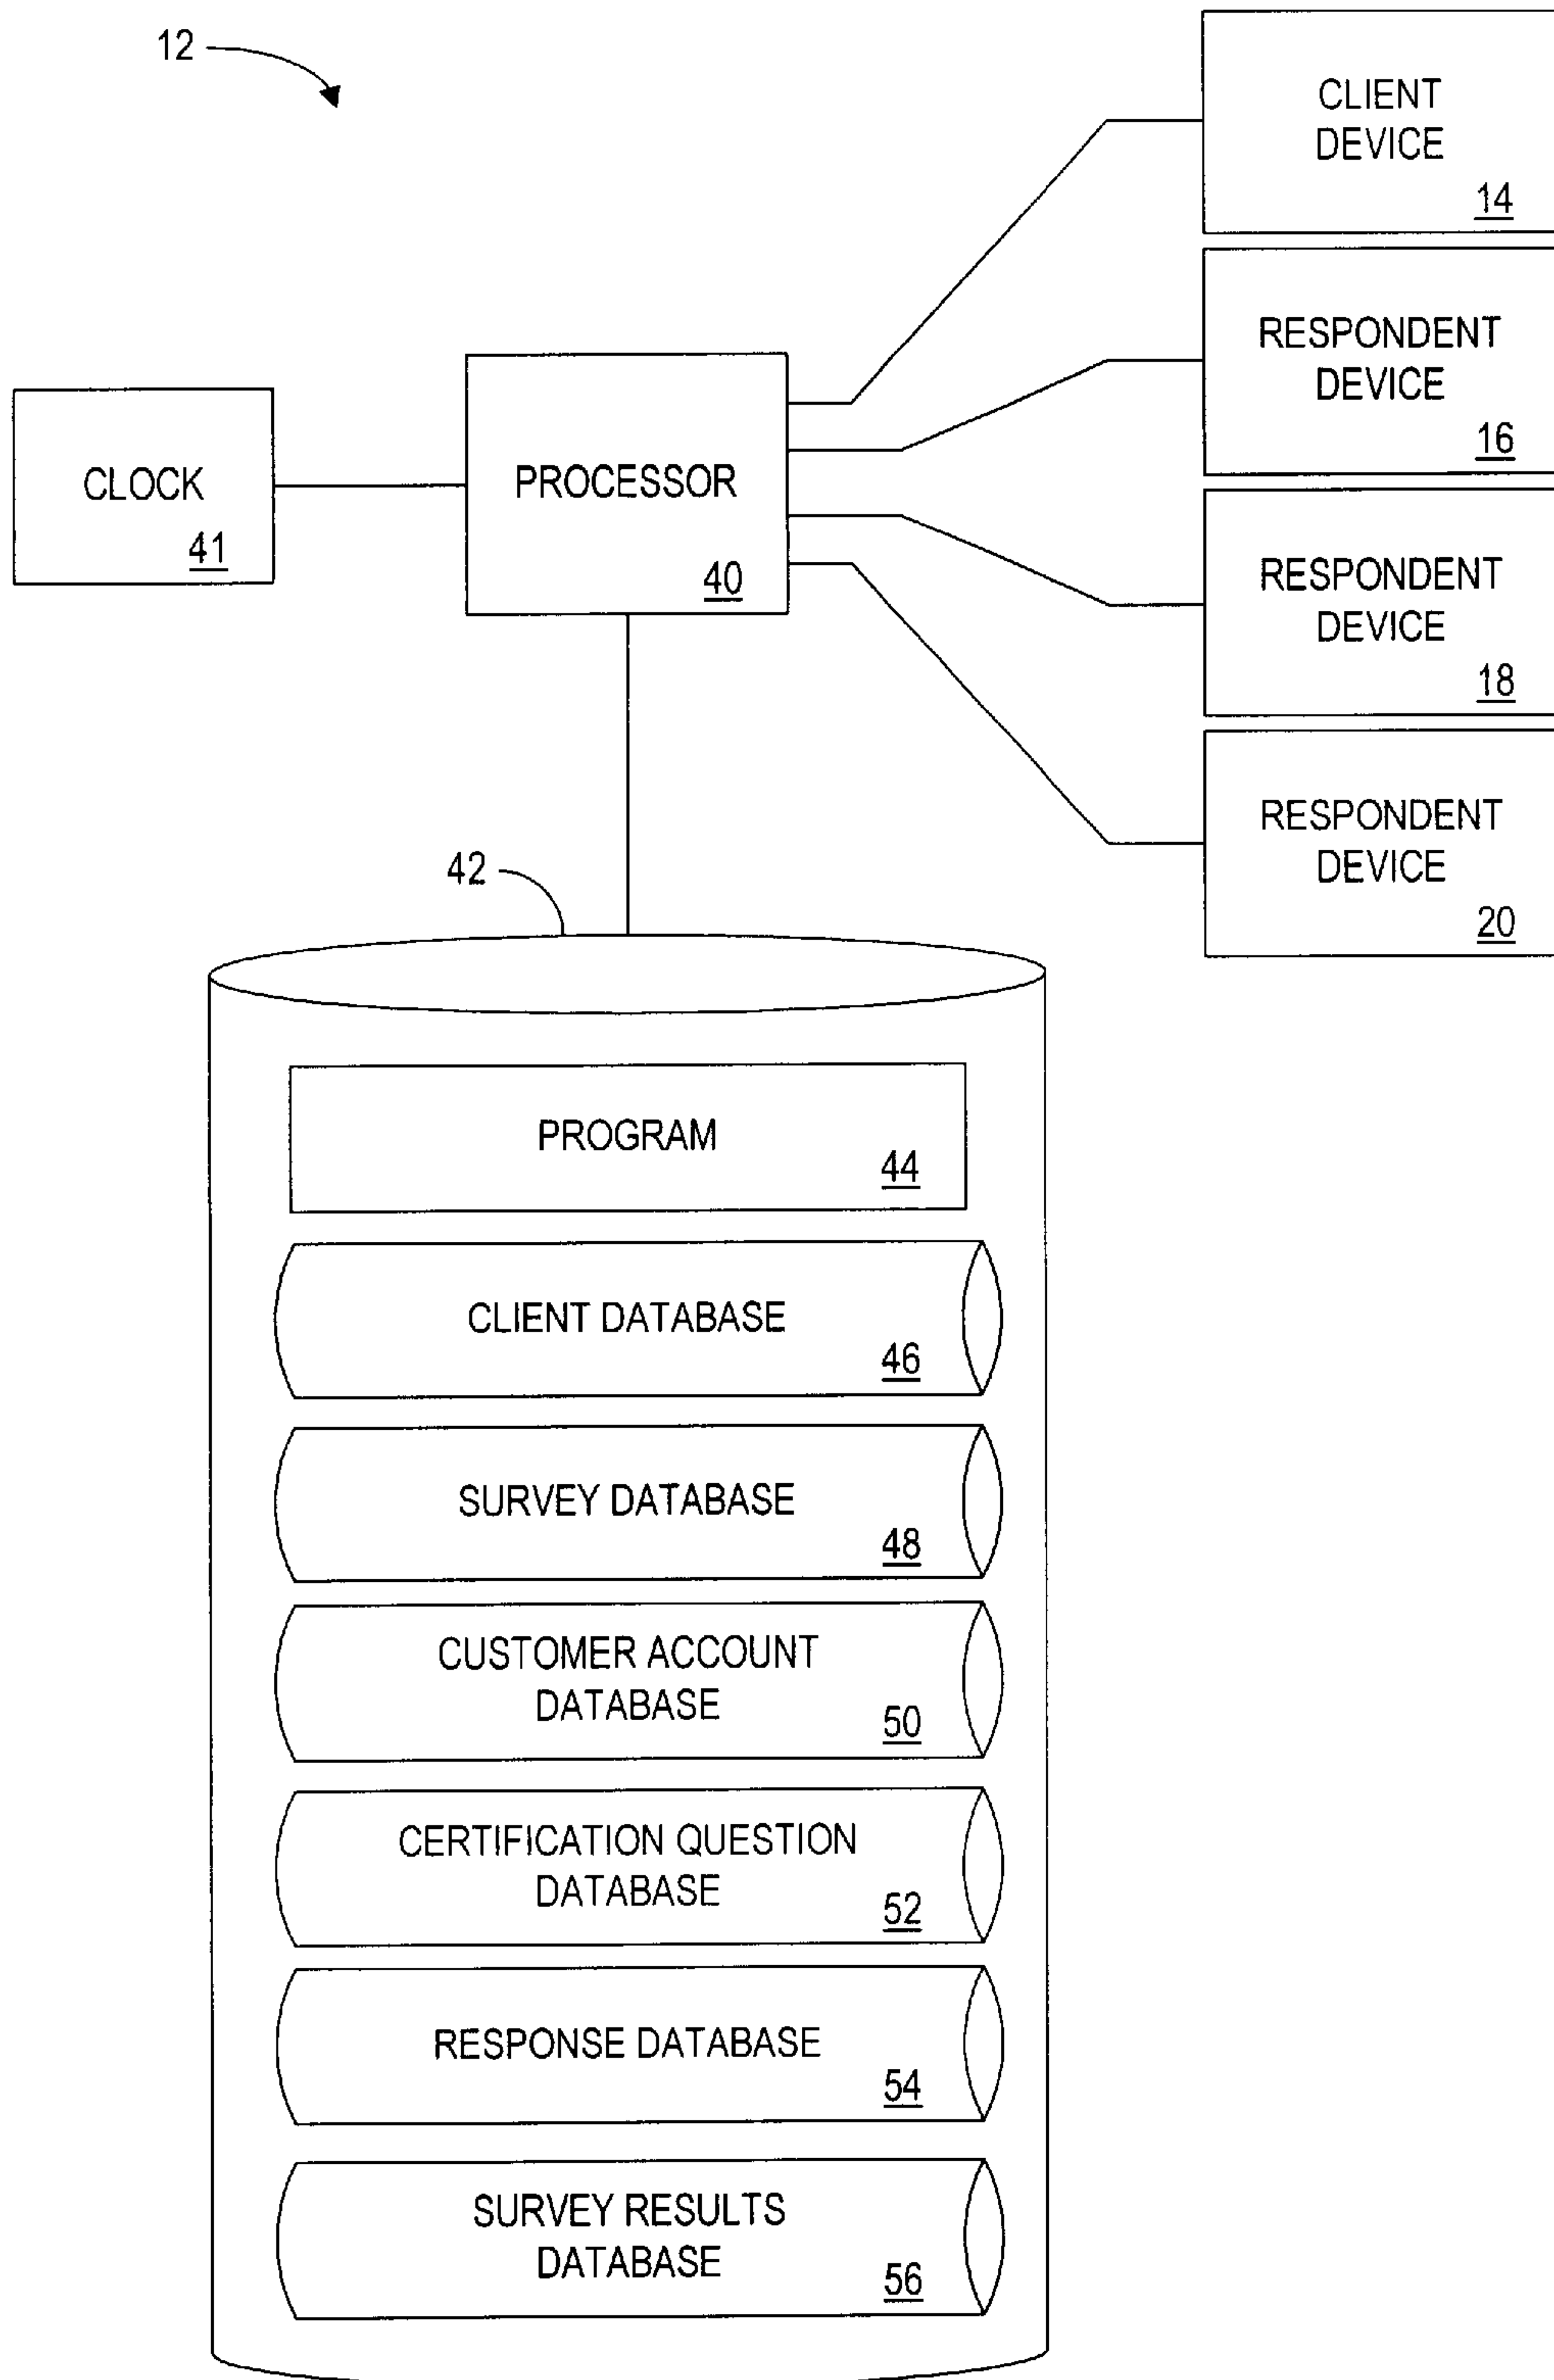 12
CLIENT
DEVICE
14
RESPONDENT
DEVICE
16
CLOCK
41
PROCESSOR
40
RESPONDENT
DEVICE
18
RESPONDENT
DEVICE
20
42
PROGRAM
44
CLIENT DATABASE
46
SURVEY DATABASE
48
CUSTOMER ACCOUNT
DATABASE
50
CERTIFICATION QUESTION
DATABASE
52
RESPONSE DATABASE
54
SURVEY RESULTS
DATABASE
56